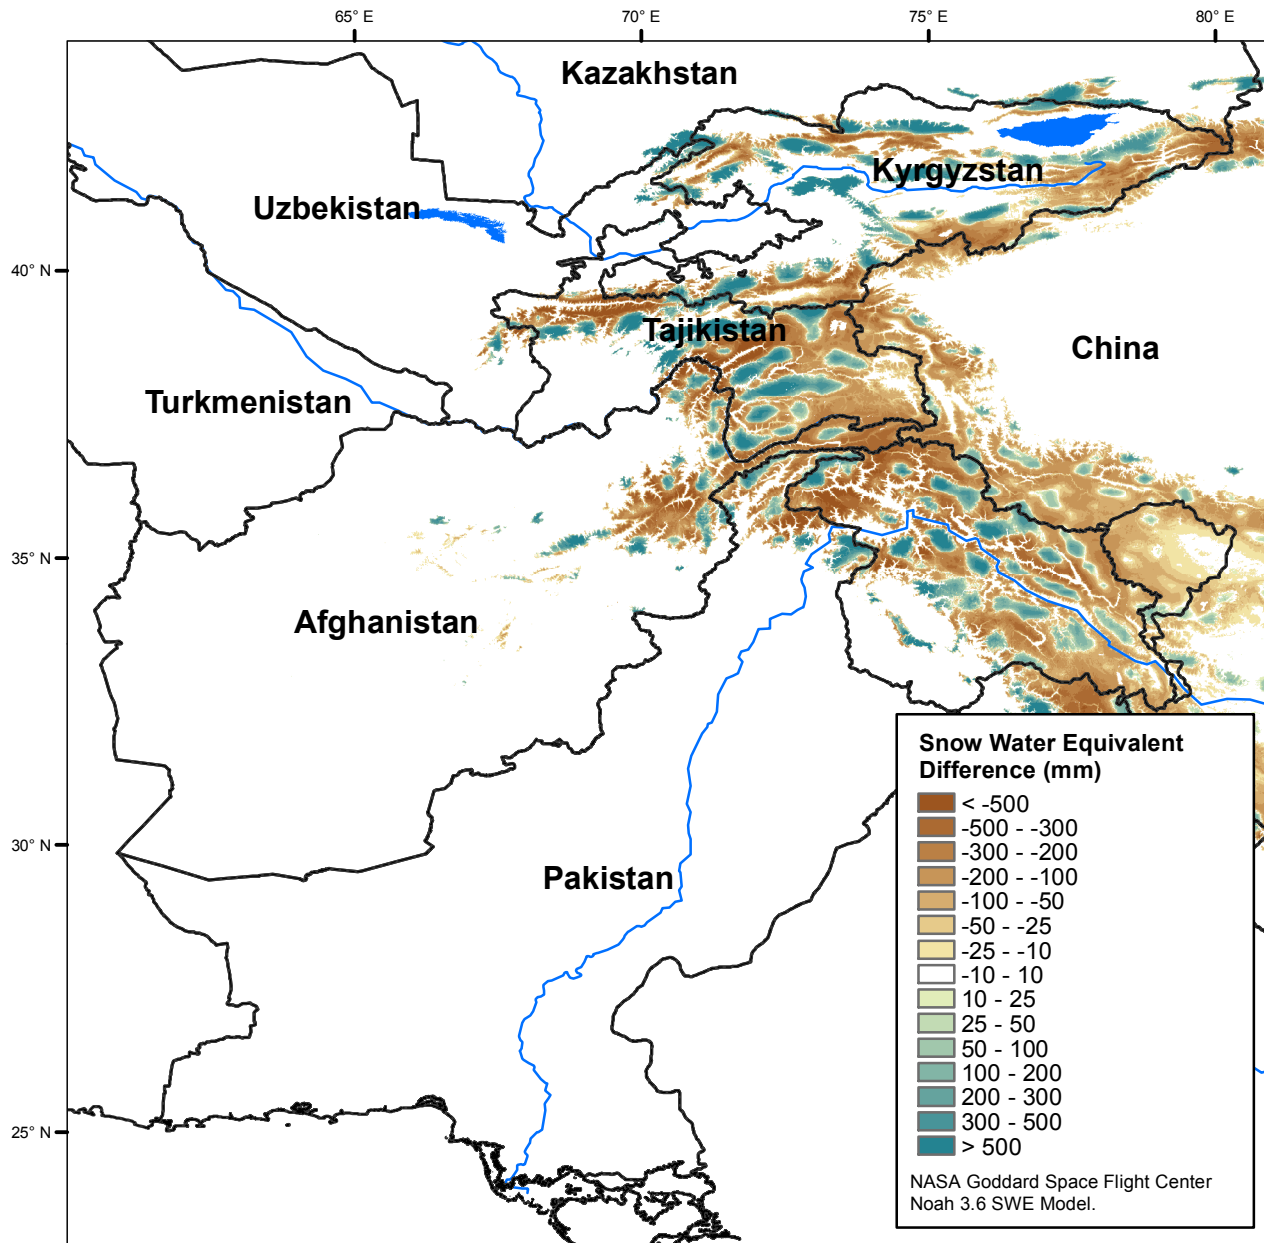 65° E
70° E
75° E
80° E
Kazakhstan
Kyrgyzstan
Uzbekistan
40° N
Tajikistan
China
Turkmenistan
35° N
Afghanistan
30° N
Pakistan
25° N
Snow Water Equivalent
Difference (mm)
< -500
-500 - -300
-300 - -200
-200 - -100
-100 - -50
-50 - -25
-25 - -10
-10 - 10
10 - 25
25 - 50
50 - 100
100 - 200
200 - 300
300 - 500
> 500
NASA Goddard Space Flight Center
Noah 3.6 SWE Model.